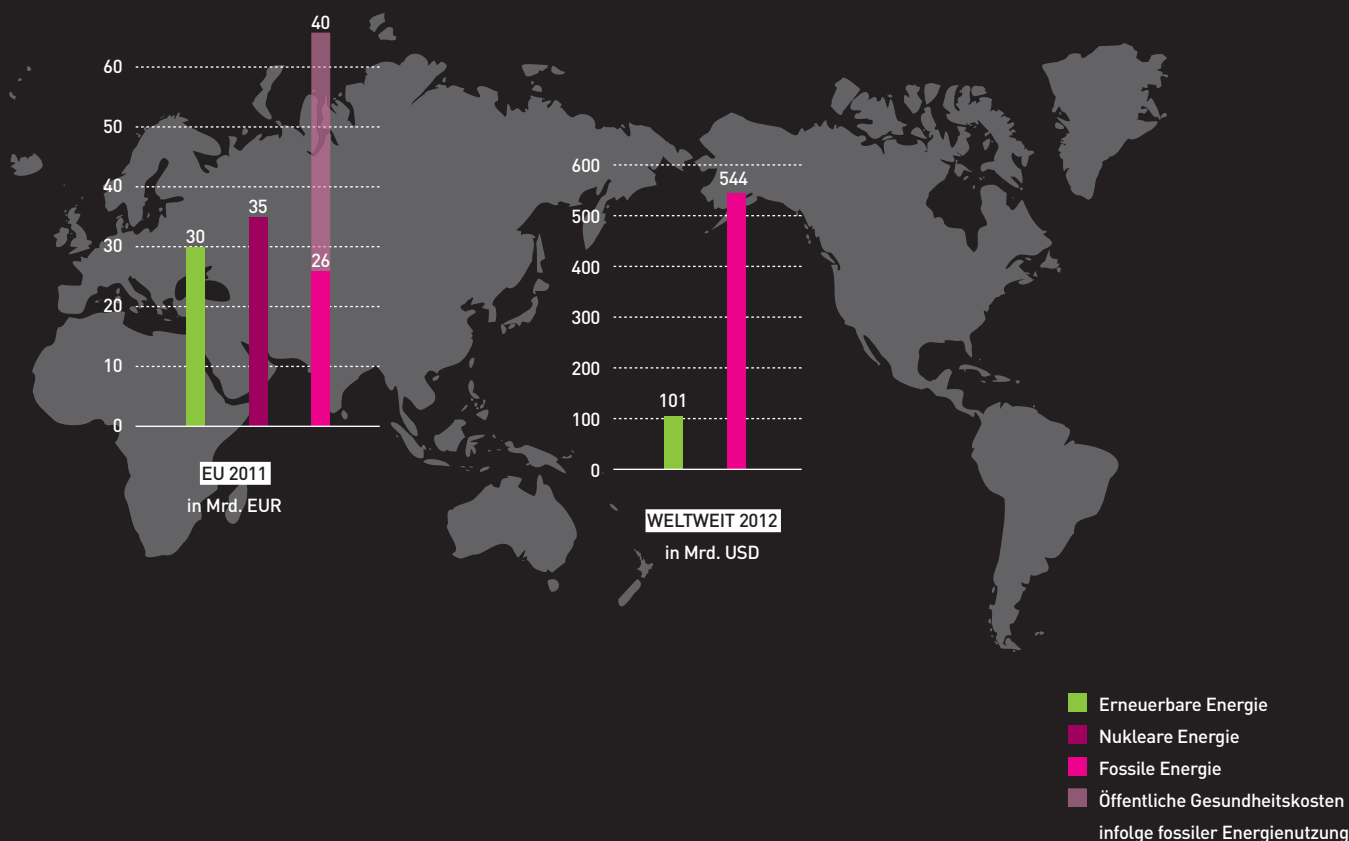 40
60
50
40
30
20
10
0
30
35
26
EU 2011
in Mrd. EUR
600
500
400
300
200
100
0
101
544
WELTWEIT 2012
in Mrd. USD
Erneuerbare Energie
Nukleare Energie
Fossile Energie
Öffentliche Gesundheitskosten
infolge fossiler Energienutzung